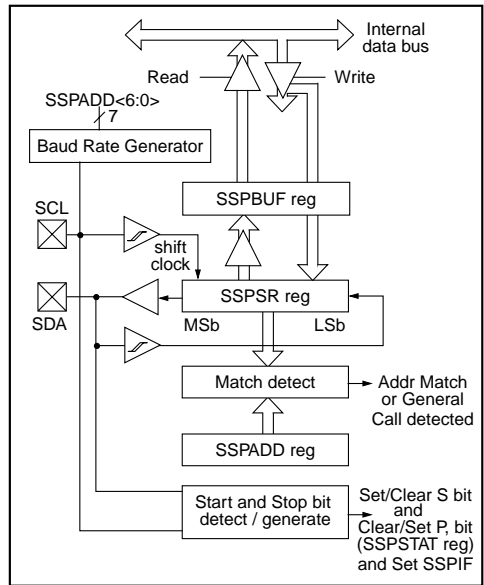 Internal
data bus
Read
Write
SSPADD<6:0>
7
Baud Rate Generator
SSPBUF reg
SCL
shift
clock
SSPSR reg
SDA
MSb
LSb
Match detect
Addr Match
or General
Call detected
SSPADD reg
Start and Stop bit
detect / generate
Set/Clear S bit
and
Clear/Set P, bit
(SSPSTAT reg)
and Set SSPIF